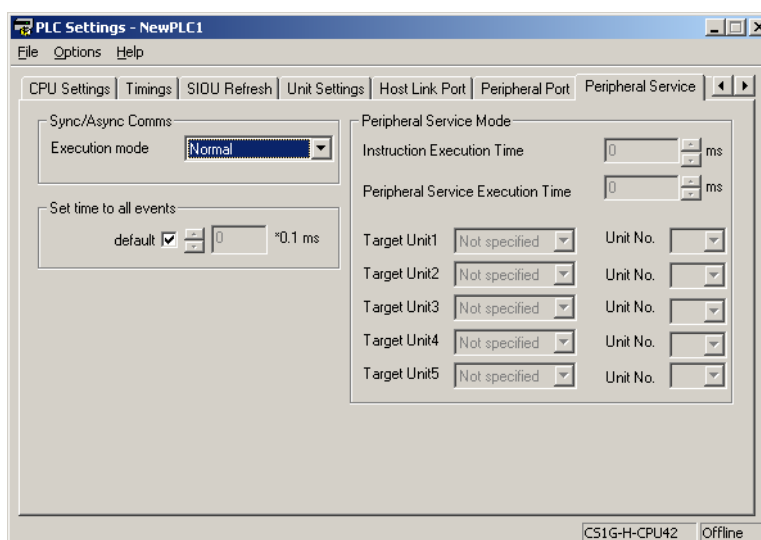 PLC Settings - NewPLC1
File Options Help
CPU Settings Timings SIOU Refresh Unit Settings Host Link Port Peripheral Port Peripheral Service
Sync/Async Comms
Execution mode Normal
Set time to all events
default 0 *0.1 ms
Peripheral Service Mode
Instruction Execution Time 0 ms
Peripheral Service Execution Time 0 ms
Target Unit1 Not specified Unit No.
Target Unit2 Not specified Unit No.
Target Unit3 Not specified Unit No.
Target Unit4 Not specified Unit No.
Target Unit5 Not specified Unit No.
CS1G-H-CPU42 Offline